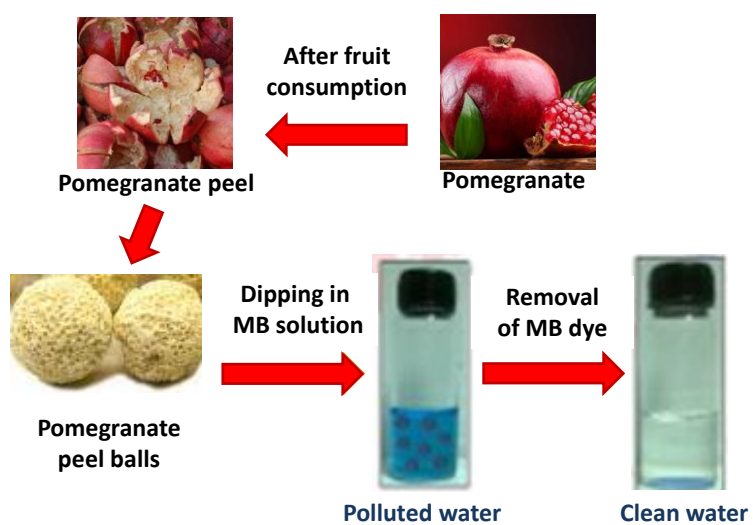 After fruit
consumption
Pomegranate peel
Pomegranate
Dipping in
MB solution
Removal
of MB dye
Pomegranate
peel balls
Polluted water
Clean water